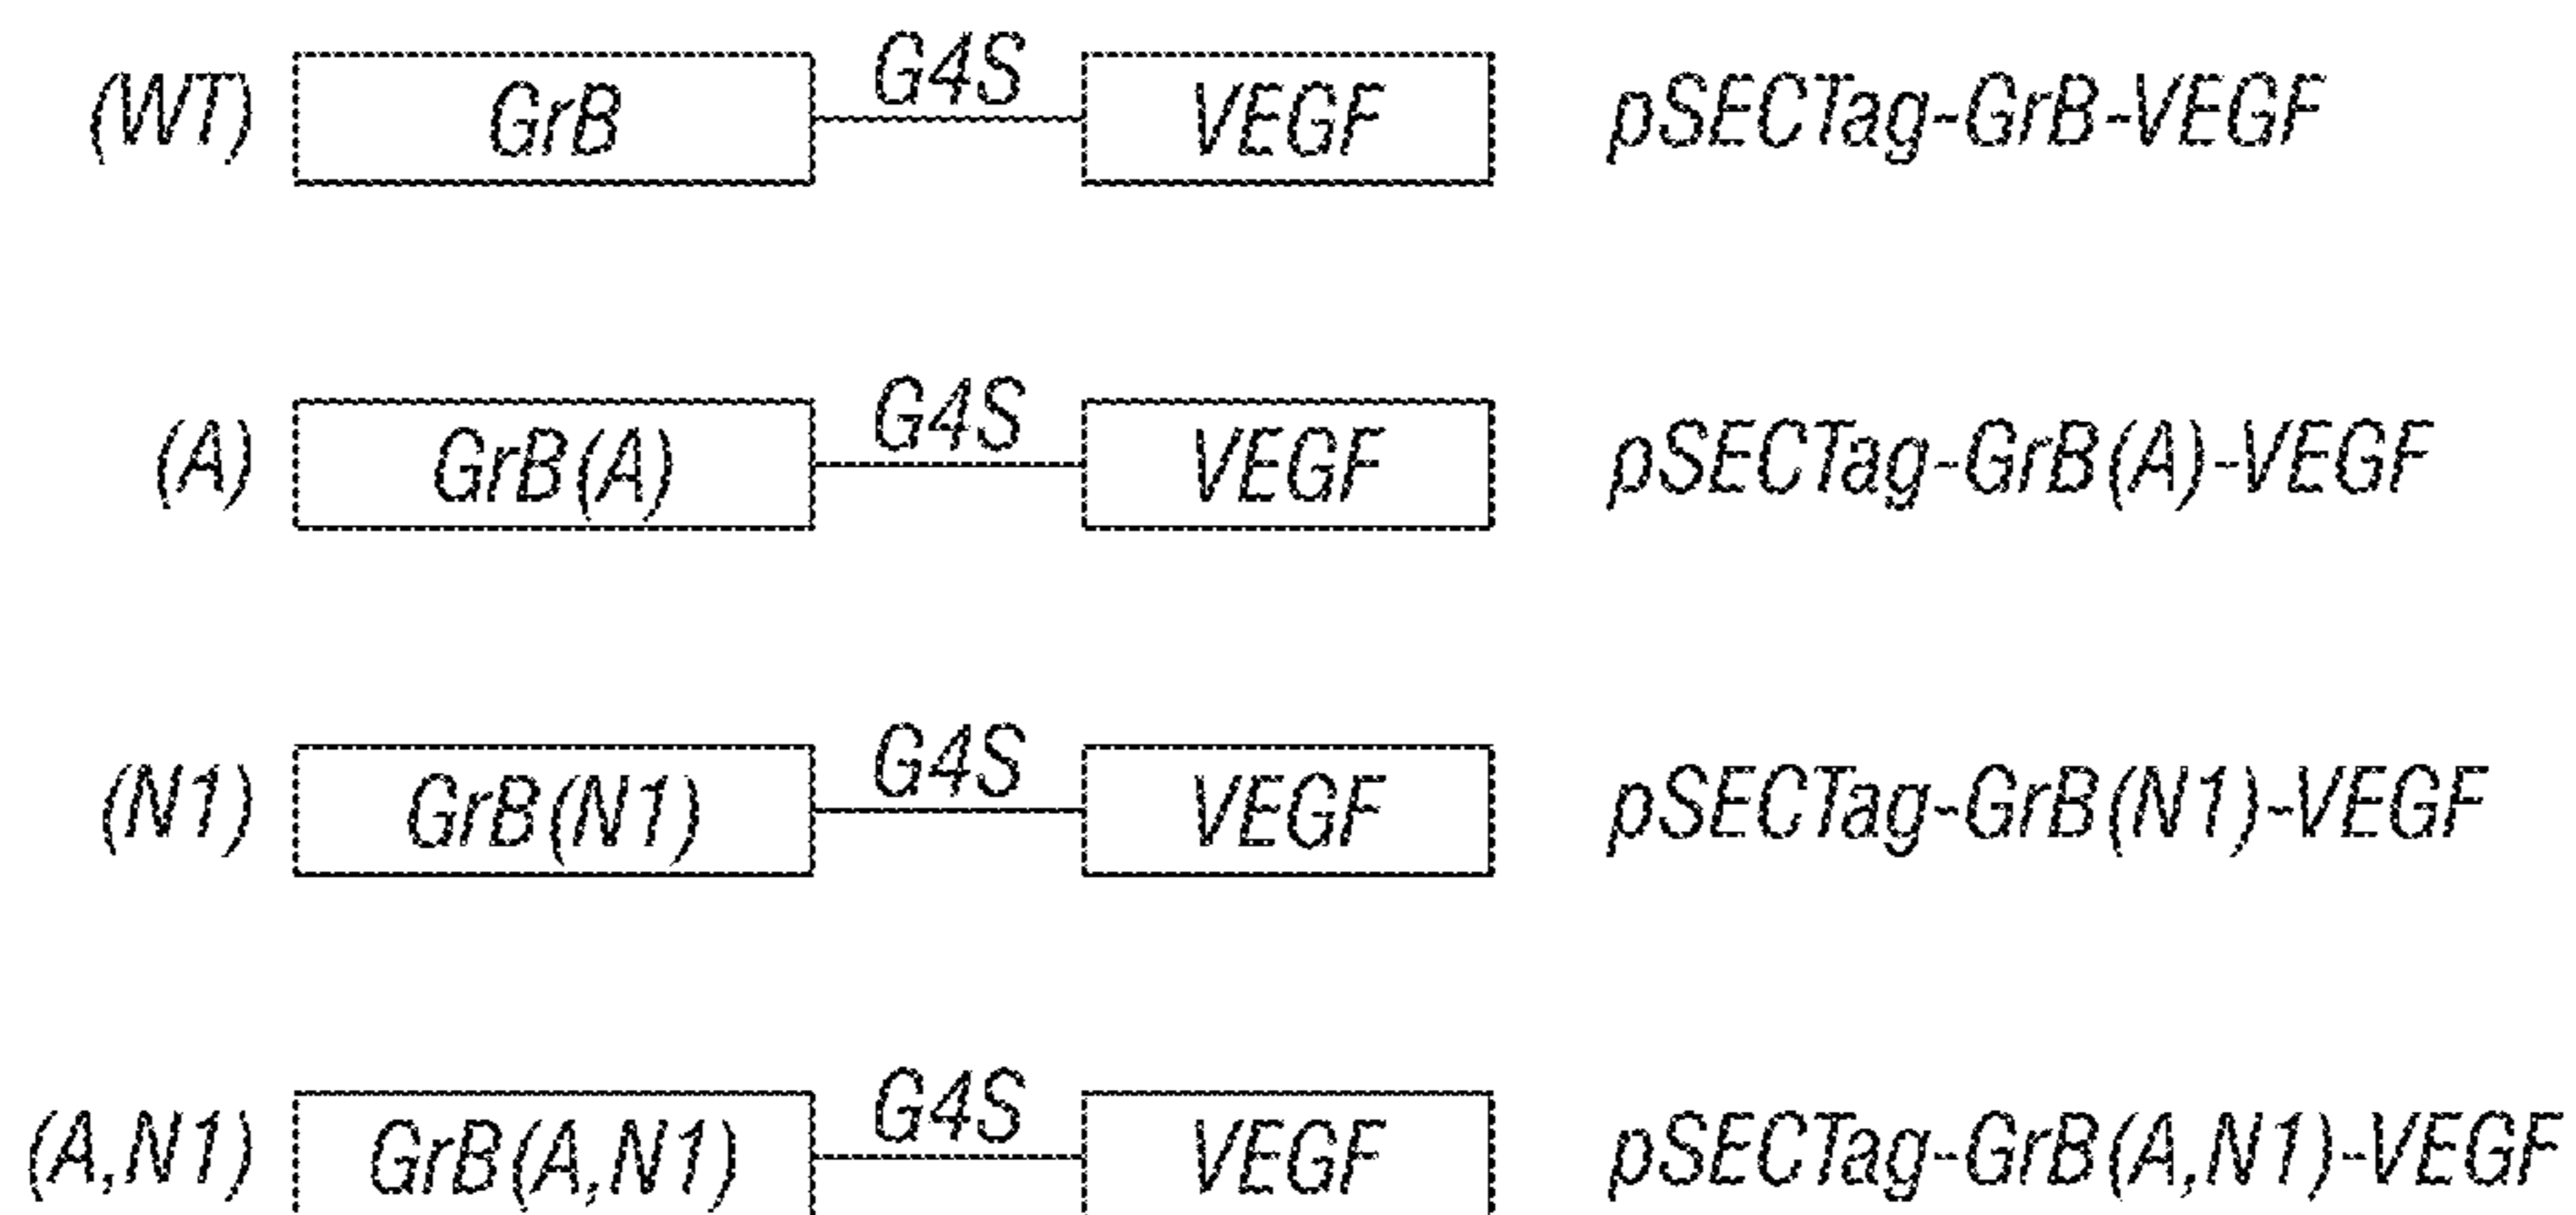 (WT) GrB G4S VEGF pSECTag-GrB-VEGF
(A) GrB(A) G4S VEGF pSECTag-GrB(A)-VEGF
(N1) GrB(N1) G4S VEGF pSECTag-GrB(N1)-VEGF
(A,N1) GrB(A,N1) G4S VEGF pSECTag-GrB(A,N1)-VEGF